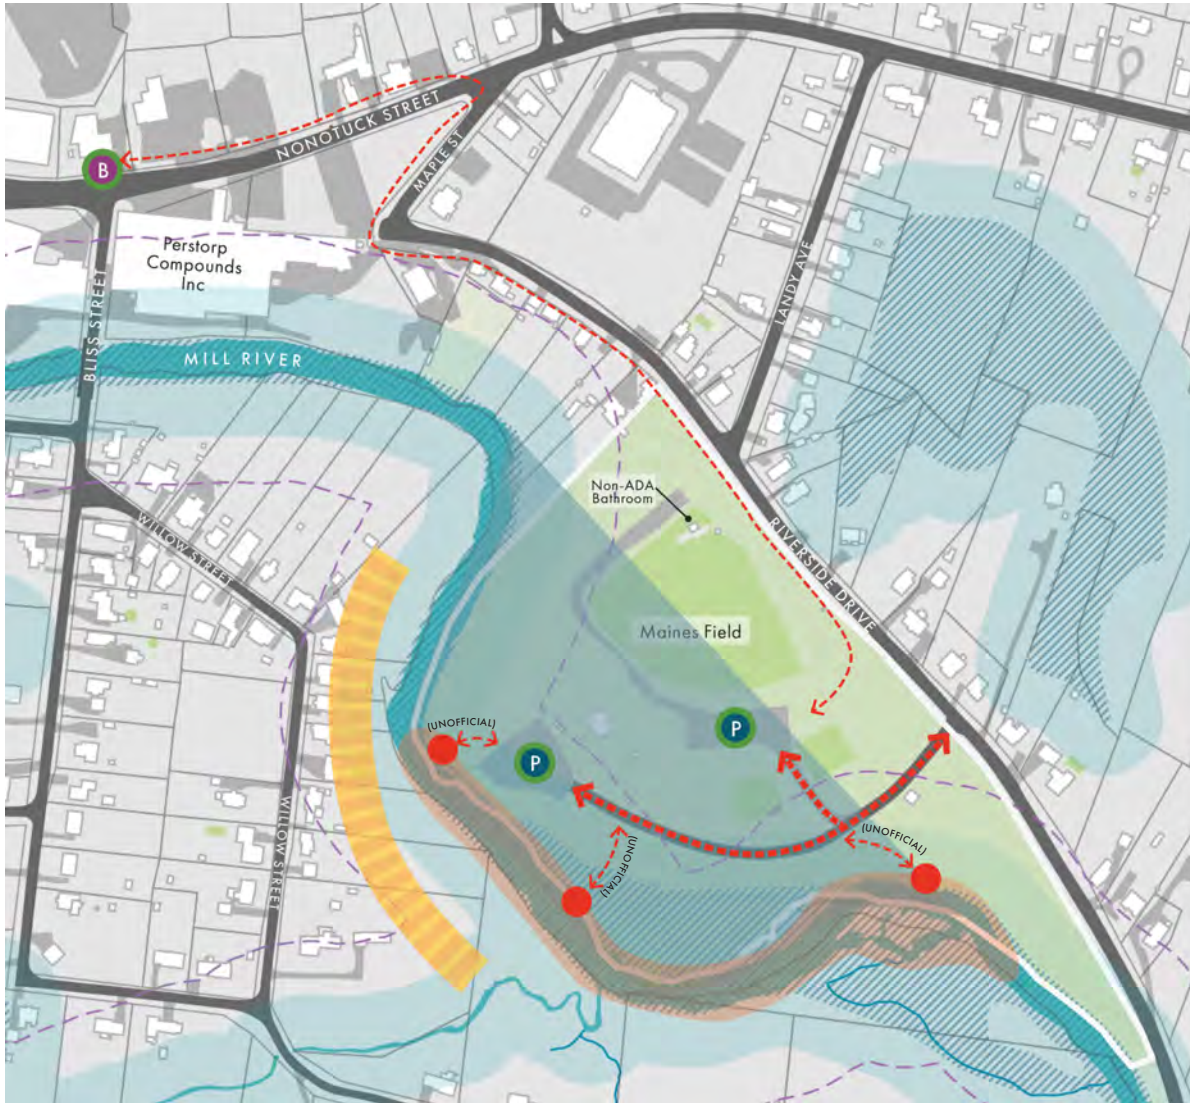 NONOTUCK STREET
MAPLE ST
B
Perstorp
Compounds
Inc
BLISS STREET
MILL RIVER
LANDY AVE
Non-ADA
Bathroom
WILLOW STREET
RIVERSIDE DRIVE
Maines Field
(UNOFFICIAL)
P
P
(UNOFFICIAL)
(UNOFFICIAL)
WILLOW STREET